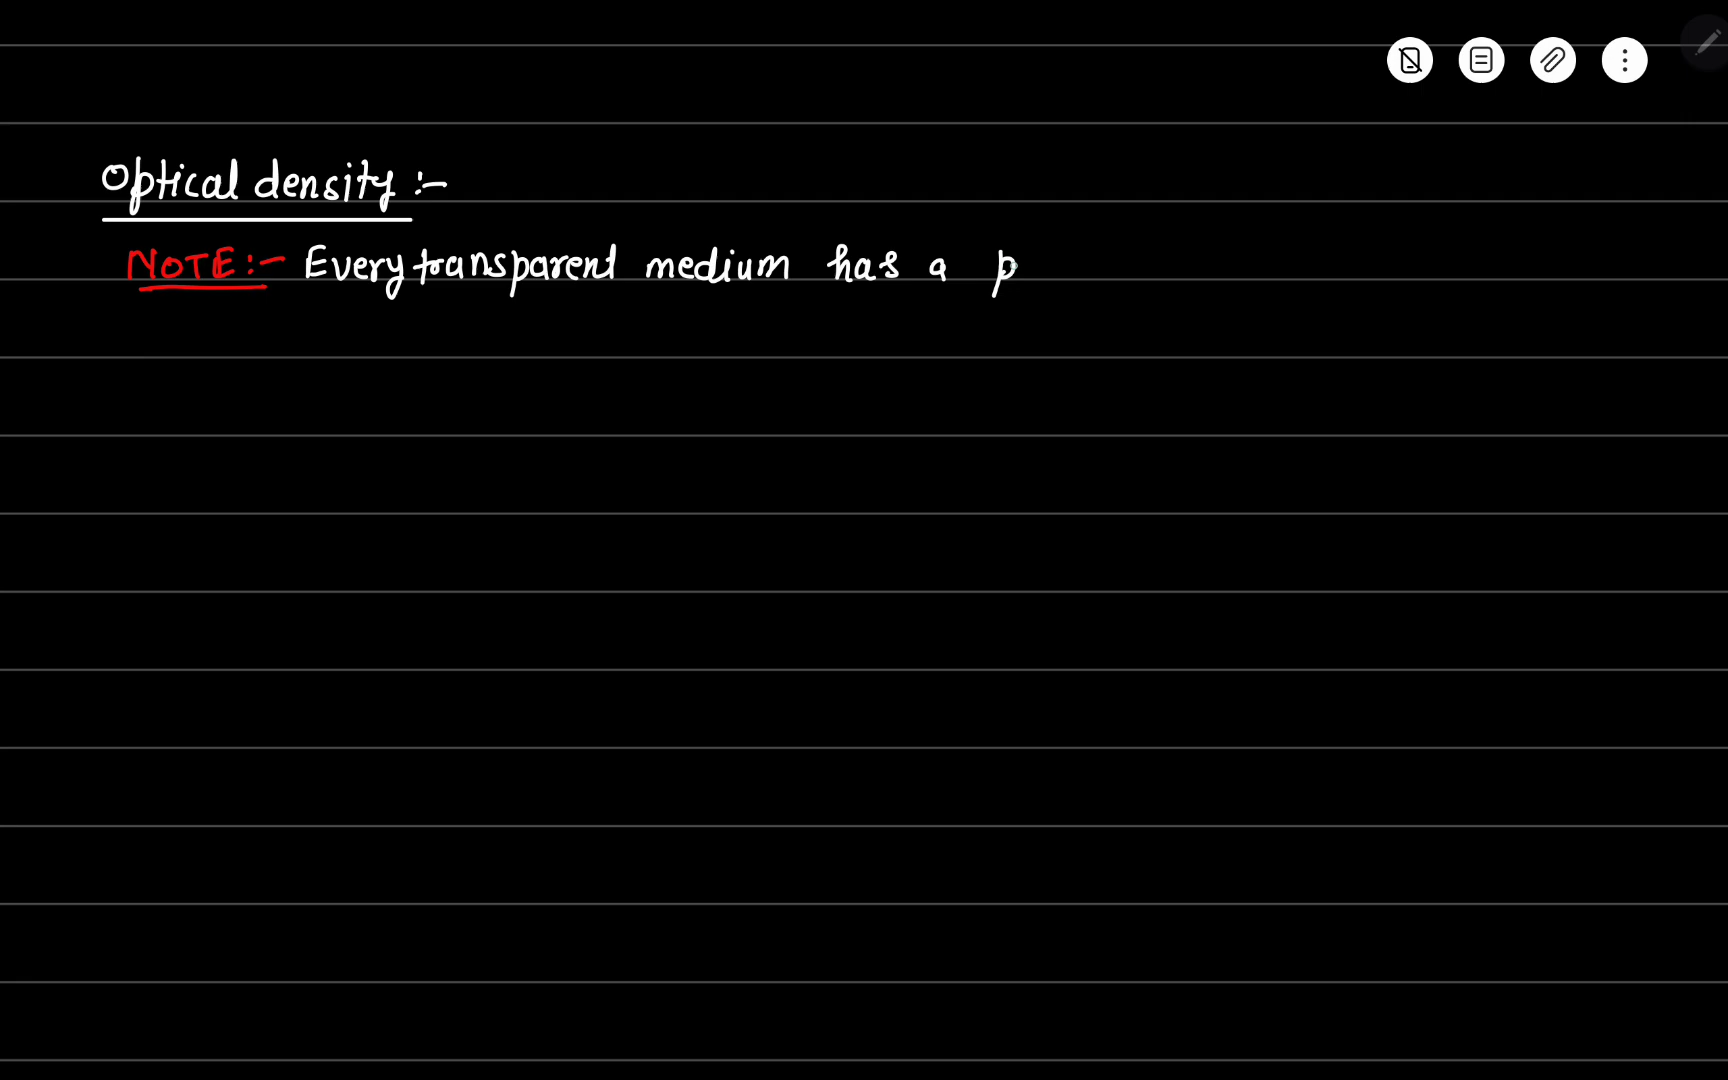 Optical density :-
NOTE:- Every transparent medium has a p